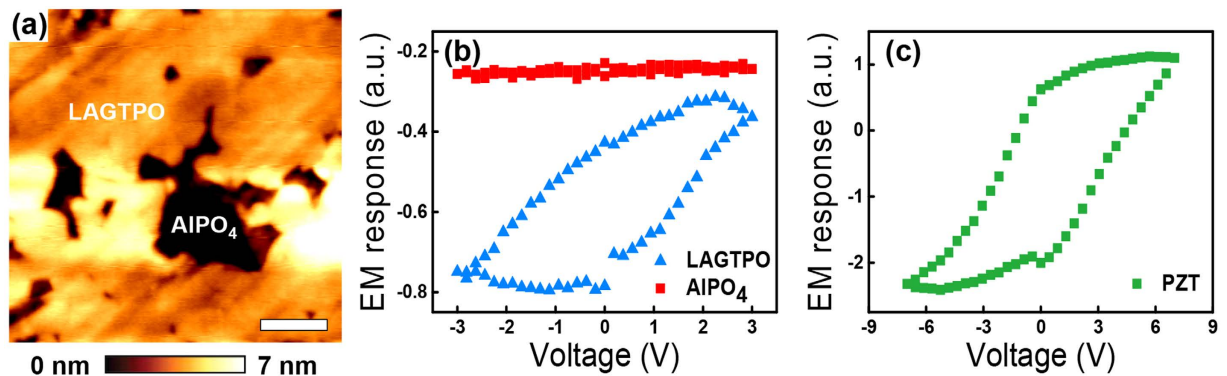 (a)
LAGTPO
AlPO4
0 nm
7 nm
(b)
EM response (a.u.)
-0.2
-0.4
-0.6
-0.8
LAGTPO
AlPO4
-3 -2 -1 0 1 2 3
Voltage (V)
(c)
EM response (a.u.)
1
0
-1
-2
PZT
-9 -6 -3 0 3 6 9
Voltage (V)